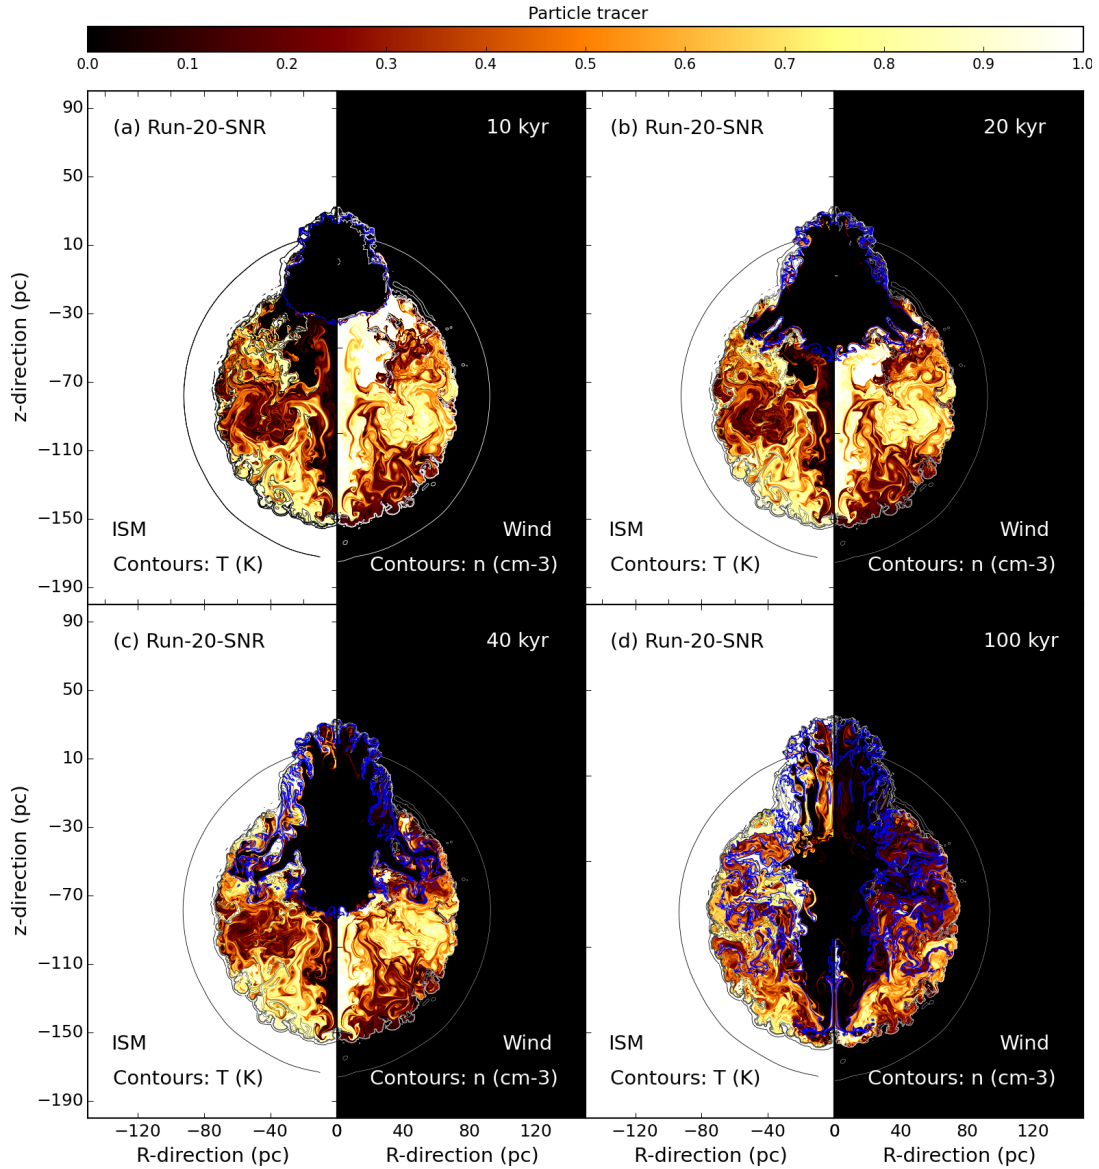 Particle tracer
0.0 0.1 0.2 0.3 0.4 0.5 0.6 0.7 0.8 0.9 1.0
(a) Run-20-SNR 10 kyr
ISM Wind
Contours: T (K) Contours: n (cm-3)
(b) Run-20-SNR 20 kyr
ISM Wind
Contours: T (K) Contours: n (cm-3)
90
50
10
−30
−70
−110
−150
−190
z-direction (pc)
(c) Run-20-SNR 40 kyr
ISM Wind
Contours: T (K) Contours: n (cm-3)
(d) Run-20-SNR 100 kyr
ISM Wind
Contours: T (K) Contours: n (cm-3)
90
50
10
−30
−70
−110
−150
−190
z-direction (pc)
−120 −80 −40 0 40 80 120 −120 −80 −40 0 40 80 120
R-direction (pc) R-direction (pc) R-direction (pc) R-direction (pc)